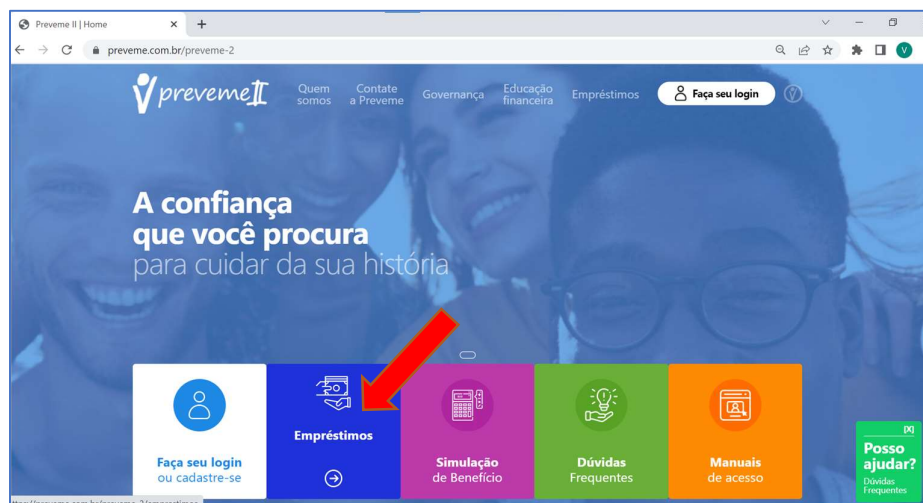 Preveme II | Home
preveme.com.br/preveme-2
V
preveme II
Quem somos
Contate a Preveme
Governança
Educação financeira
Empréstimos
Faça seu login
A confiança
que você procura
para cuidar da sua história
Faça seu login
ou cadastre-se
Empréstimos
Simulação
de Benefício
Dúvidas
Frequentes
Manuais
de acesso
[X]
Posso
ajudar?
Dúvidas
Frequentes